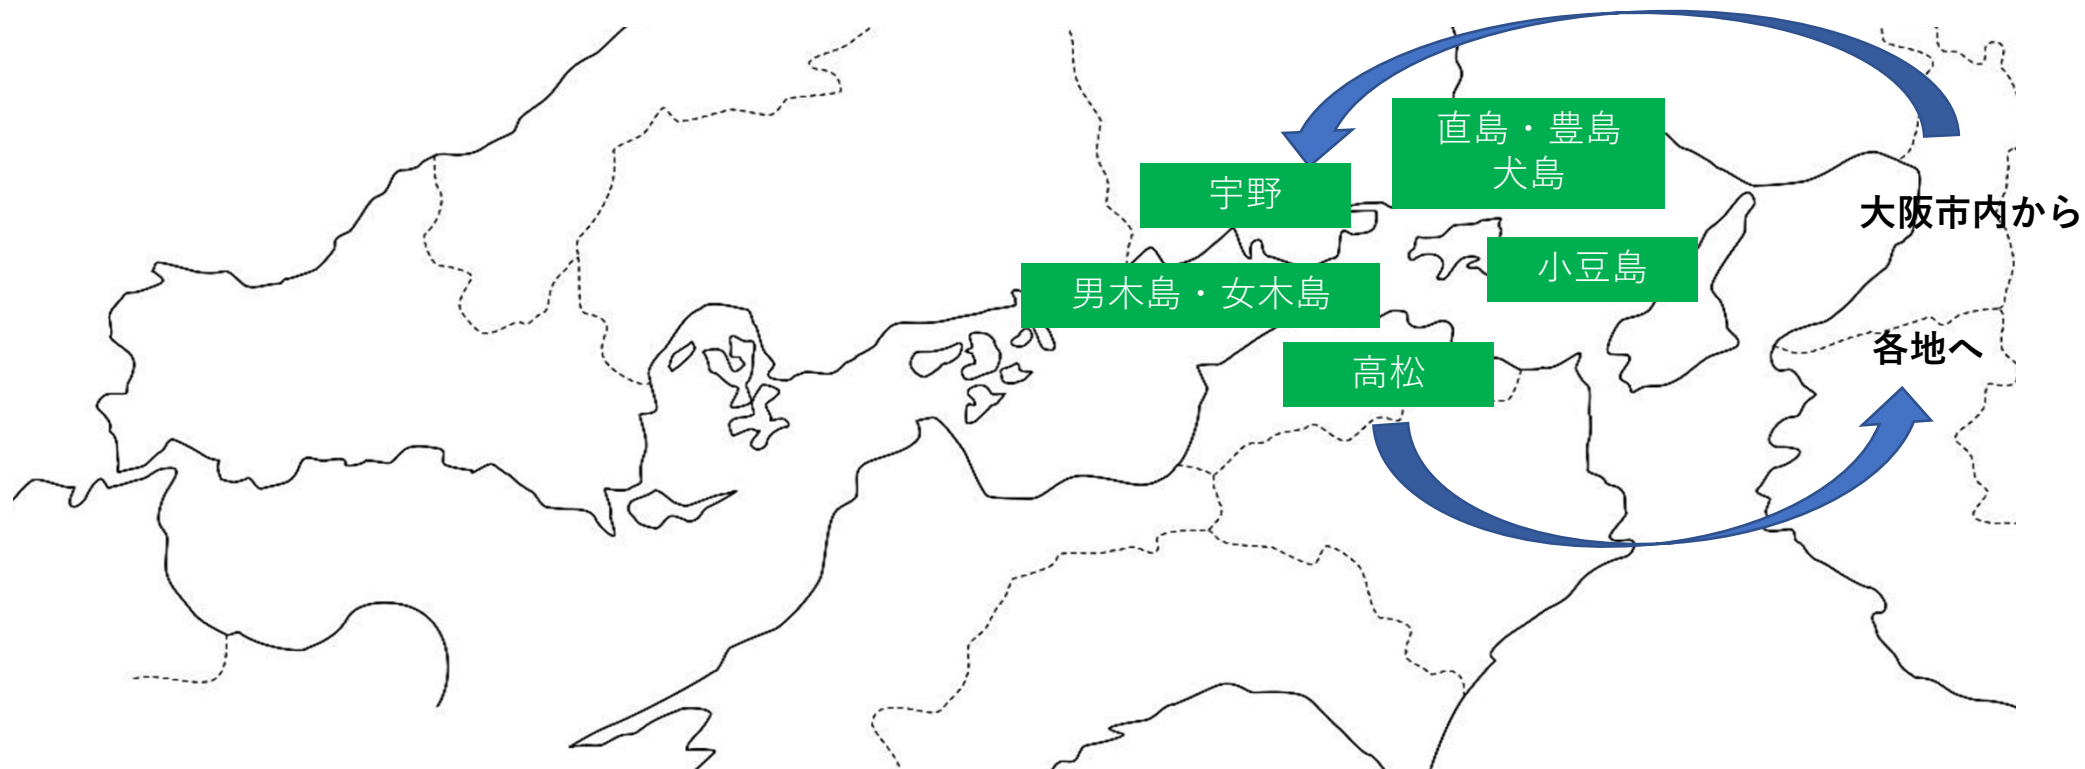 直島・豊島
犬島
宇野
大阪市内から
小豆島
男木島・女木島
各地へ
高松